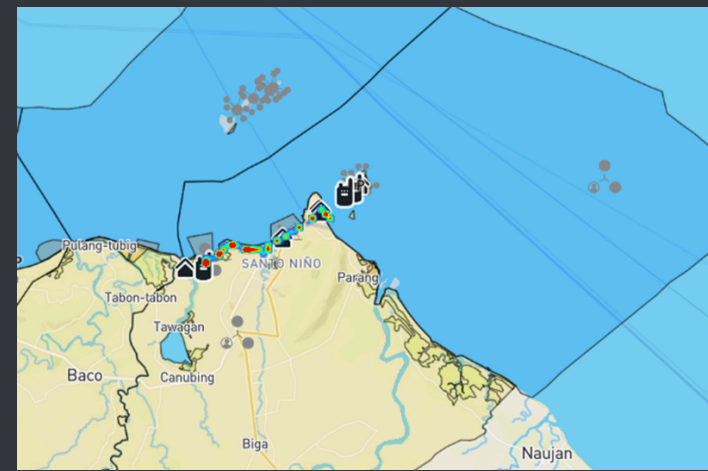 Pulang-tubig
SANTO NIÑO
Parang
Tabon-tabon
Tawagan
Baco
Canubing
Biga
Naujan